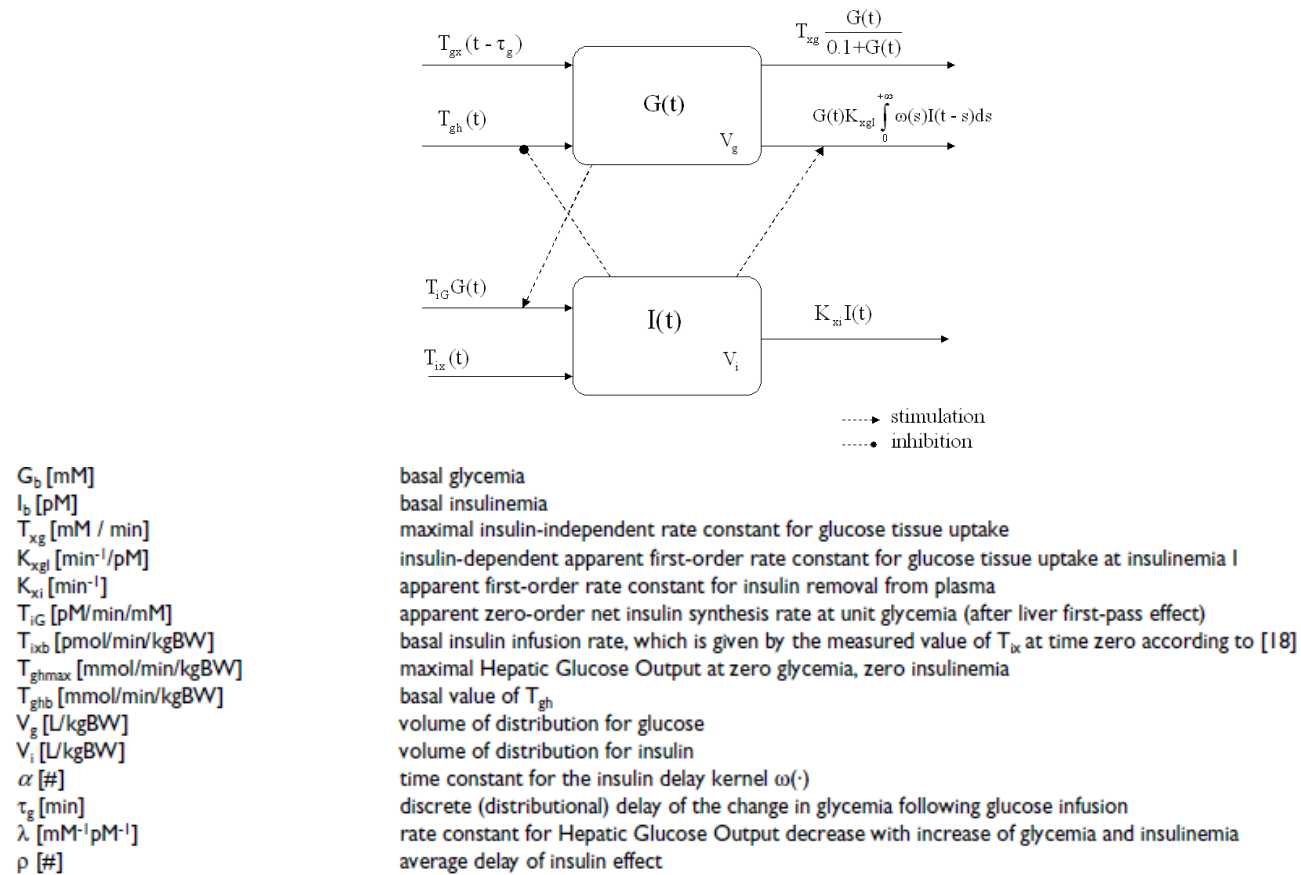 T_gx(t - τ_g)
T_xg G(t) / 0.1+G(t)
G(t)
T_gh(t)
G(t)K_xgI ∫_0^+∞ ω(s)I(t - s)ds
V_g
T_iG G(t)
I(t)
K_xi I(t)
T_ix(t)
V_i
stimulation
inhibition
G_b [mM] basal glycemia
I_b [pM] basal insulinemia
T_xg [mM / min] maximal insulin-independent rate constant for glucose tissue uptake
K_xgI [min^-1/pM] insulin-dependent apparent first-order rate constant for glucose tissue uptake at insulinemia I
K_xi [min^-1] apparent first-order rate constant for insulin removal from plasma
T_iG [pM/min/mM] apparent zero-order net insulin synthesis rate at unit glycemia (after liver first-pass effect)
T_ixb [pmol/min/kgBW] basal insulin infusion rate, which is given by the measured value of T_ix at time zero according to [18]
T_ghmax [mmol/min/kgBW] maximal Hepatic Glucose Output at zero glycemia, zero insulinemia
T_ghb [mmol/min/kgBW] basal value of T_gh
V_g [L/kgBW] volume of distribution for glucose
V_i [L/kgBW] volume of distribution for insulin
α [#] time constant for the insulin delay kernel ω(·)
τ_g [min] discrete (distributional) delay of the change in glycemia following glucose infusion
λ [mM^-1pM^-1] rate constant for Hepatic Glucose Output decrease with increase of glycemia and insulinemia
ρ [#] average delay of insulin effect